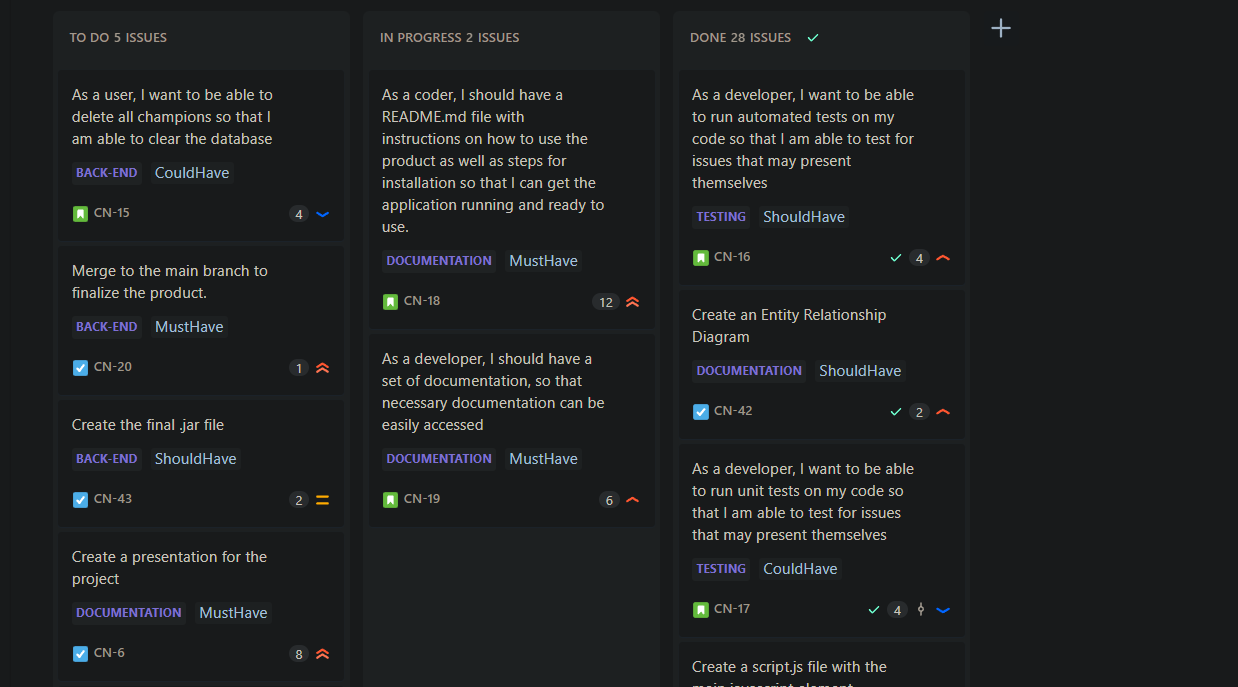 TO DO 5 ISSUES
As a user, I want to be able to
delete all champions so that I
am able to clear the database
BACK-END CouldHave
CN-15 4
Merge to the main branch to
finalize the product.
BACK-END MustHave
CN-20 1
Create the final .jar file
BACK-END ShouldHave
CN-43 2
Create a presentation for the
project
DOCUMENTATION MustHave
CN-6 8
IN PROGRESS 2 ISSUES
As a coder, I should have a
README.md file with
instructions on how to use the
product as well as steps for
installation so that I can get the
application running and ready to
use.
DOCUMENTATION MustHave
CN-18 12
As a developer, I should have a
set of documentation, so that
necessary documentation can be
easily accessed
DOCUMENTATION MustHave
CN-19 6
DONE 28 ISSUES
As a developer, I want to be able
to run automated tests on my
code so that I am able to test for
issues that may present
themselves
TESTING ShouldHave
CN-16 4
Create an Entity Relationship
Diagram
DOCUMENTATION ShouldHave
CN-42 2
As a developer, I want to be able
to run unit tests on my code so
that I am able to test for issues
that may present themselves
TESTING CouldHave
CN-17 4
Create a script.js file with the
main javascript element